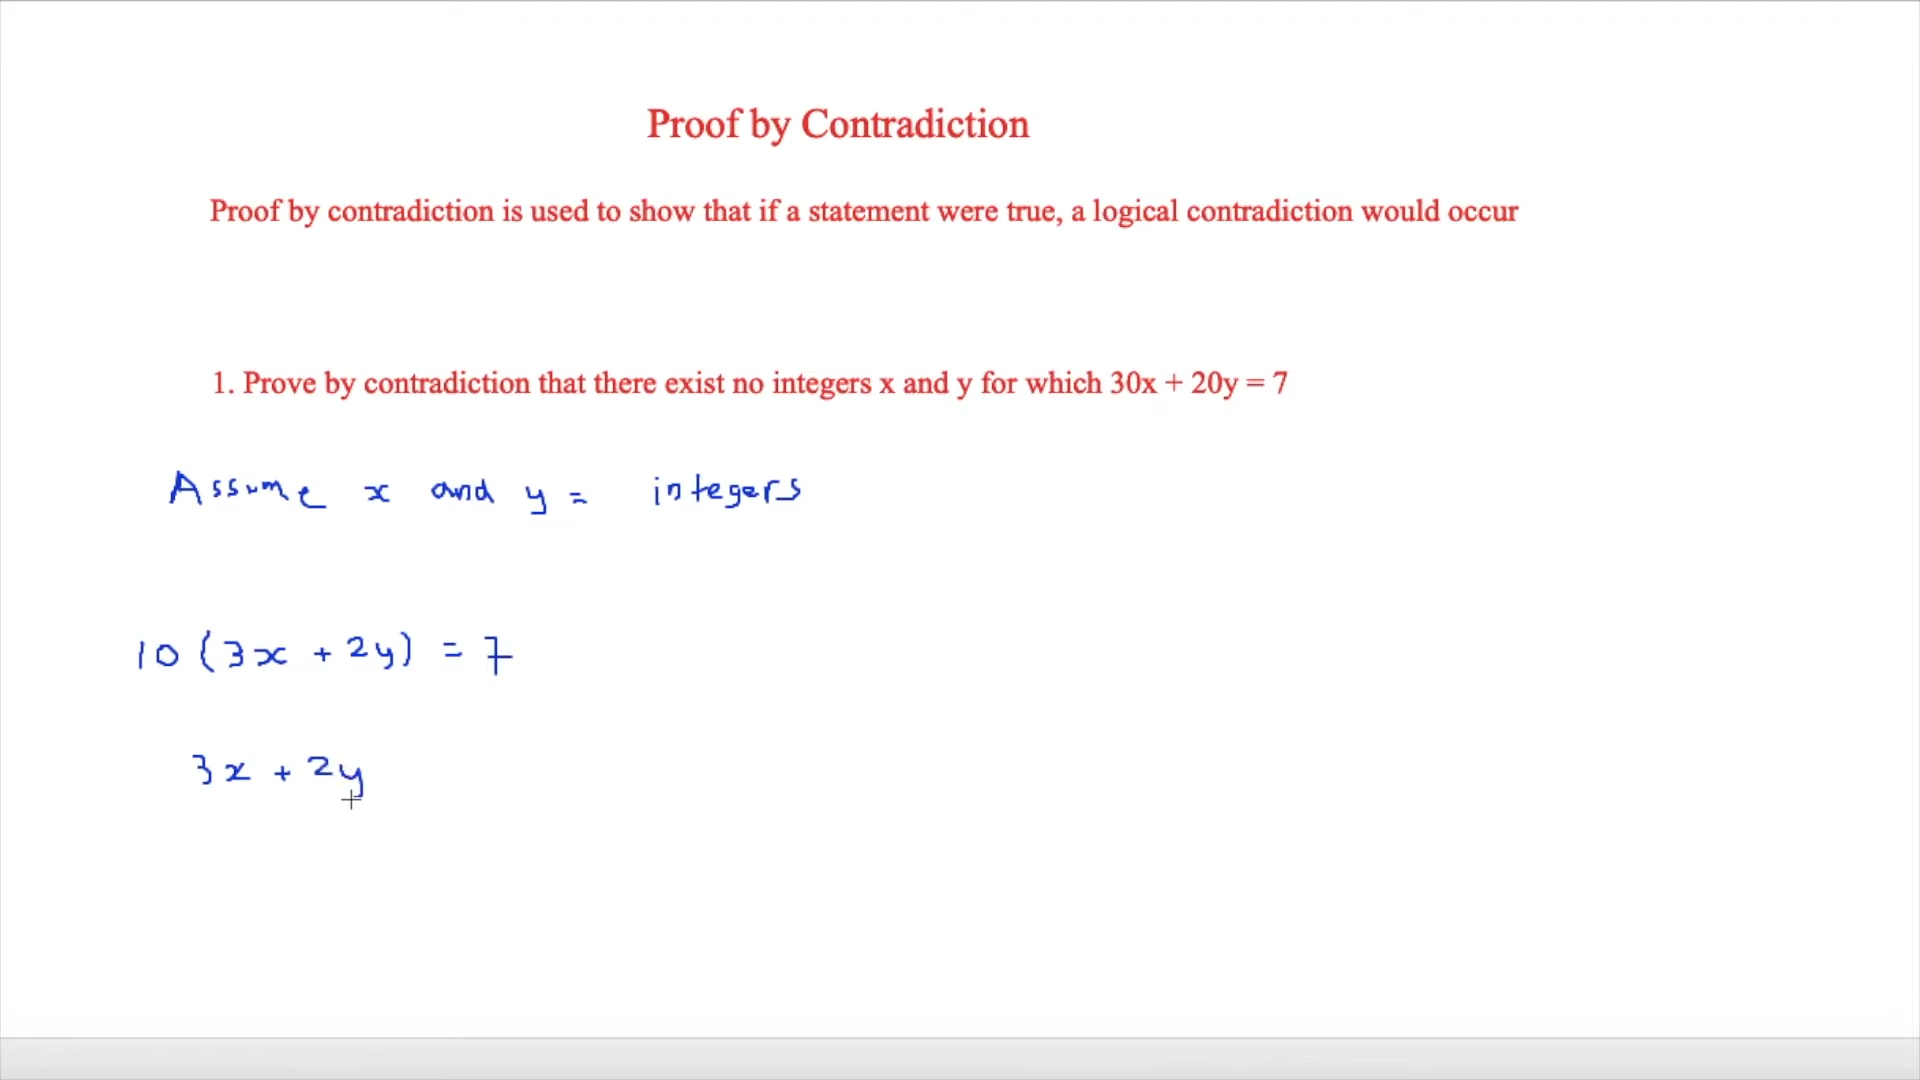 Proof by Contradiction
Proof by contradiction is used to show that if a statement were true, a logical contradiction would occur
1. Prove by contradiction that there exist no integers x and y for which 30x + 20y = 7
Assume x and y = integers
10 (3x + 2y) = 7
3x + 2y